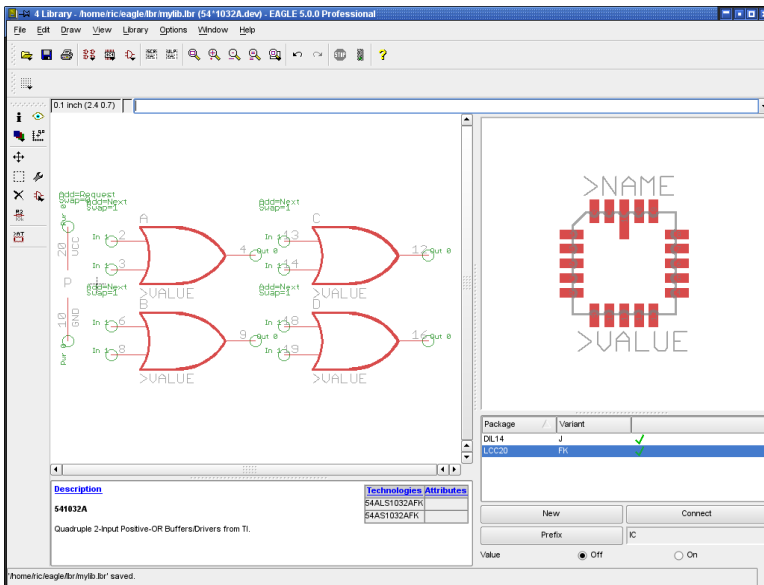 4 Library - /home/ric/eagle/lbr/mylib.lbr (54*1032A.dev) - EAGLE 5.0.0 Professional
File Edit Draw View Library Options Window Help
0.1 inch (2.4 0.7)
Add=Request
Swap=0
Add=Next
Swap=1
Add=Next
Swap=1
Pwr 0
20
VCC
A
In 1 2
In 1 3
4 Out 0
>VALUE
C
In 1 13
In 1 14
12 Out 0
>VALUE
P
Add=Next
Swap=1
Add=Next
Swap=1
10
GND
Pwr 0
B
In 1 6
In 1 8
9 Out 0
>VALUE
D
In 1 18
In 1 19
16 Out 0
>VALUE
>NAME
>VALUE
Package Variant
DIL14 J
LCC20 FK
New Connect
Prefix IC
Value Off On
Description
541032A
Quadruple 2-Input Positive-OR Buffers/Drivers from TI.
Technologies Attributes
54ALS1032AFK
54AS1032AFK
'/home/ric/eagle/lbr/mylib.lbr' saved.